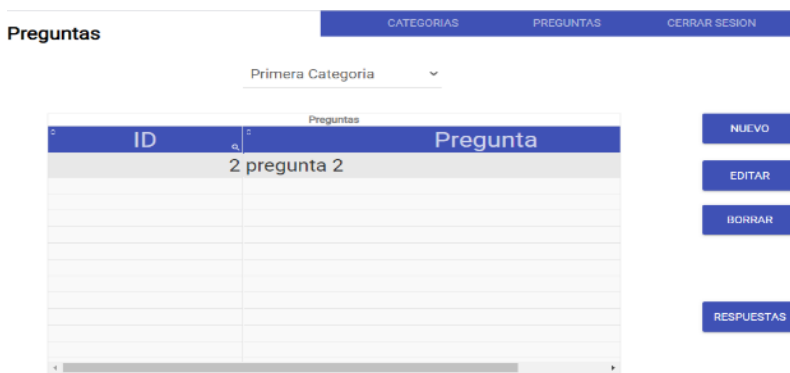 CATEGORIAS PREGUNTAS CERRAR SESION
Preguntas
Primera Categoria
Preguntas
ID Pregunta
2 pregunta 2
NUEVO
EDITAR
BORRAR
RESPUESTAS